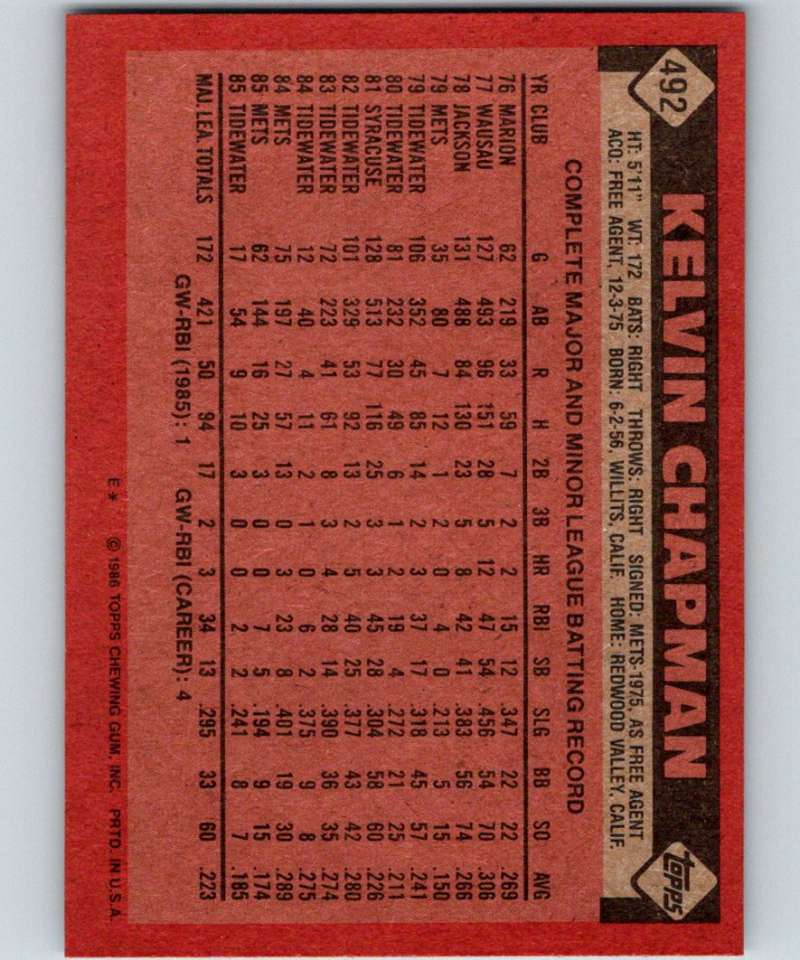 492 KELVIN CHAPMAN topps
HT: 5'11" WT: 172 BATS: RIGHT THROWS: RIGHT SIGNED: METS-1975, AS FREE AGENT
ACQ: FREE AGENT, 12-3-75 BORN: 6-2-56, WILLITS, CALIF. HOME: REDWOOD VALLEY, CALIF.
COMPLETE MAJOR AND MINOR LEAGUE BATTING RECORD
YR CLUB G AB R H 2B 3B HR RBI SB SLG BB SO AVG
76 MARION 62 219 33 59 7 2 2 15 12 .347 22 22 .269
77 WAUSAU 127 493 96 151 28 5 12 47 54 .456 54 70 .306
78 JACKSON 131 488 84 130 23 5 8 42 41 .383 56 74 .266
79 METS 35 80 7 12 1 2 0 4 0 .213 5 15 .150
79 TIDEWATER 106 352 45 85 14 2 3 37 17 .318 45 57 .241
80 TIDEWATER 81 232 30 49 6 1 2 19 4 .272 21 25 .211
81 SYRACUSE 128 513 77 116 25 3 3 45 28 .304 58 60 .226
82 TIDEWATER 101 329 53 92 13 2 5 40 25 .377 43 42 .280
83 TIDEWATER 72 223 41 61 8 3 4 28 14 .390 36 35 .274
84 TIDEWATER 12 40 4 11 2 1 0 6 2 .375 9 8 .275
84 METS 75 197 27 57 13 0 3 23 8 .401 19 30 .289
85 METS 62 144 16 25 3 0 0 7 5 .194 9 15 .174
85 TIDEWATER 17 54 9 10 3 0 0 2 2 .241 8 7 .185
MAJ. LEA. TOTALS 172 421 50 94 17 2 3 34 13 .295 33 60 .223
GW-RBI (1985): 1 GW-RBI (CAREER): 4
E* © 1986 TOPPS CHEWING GUM, INC. PRTD. IN U.S.A.